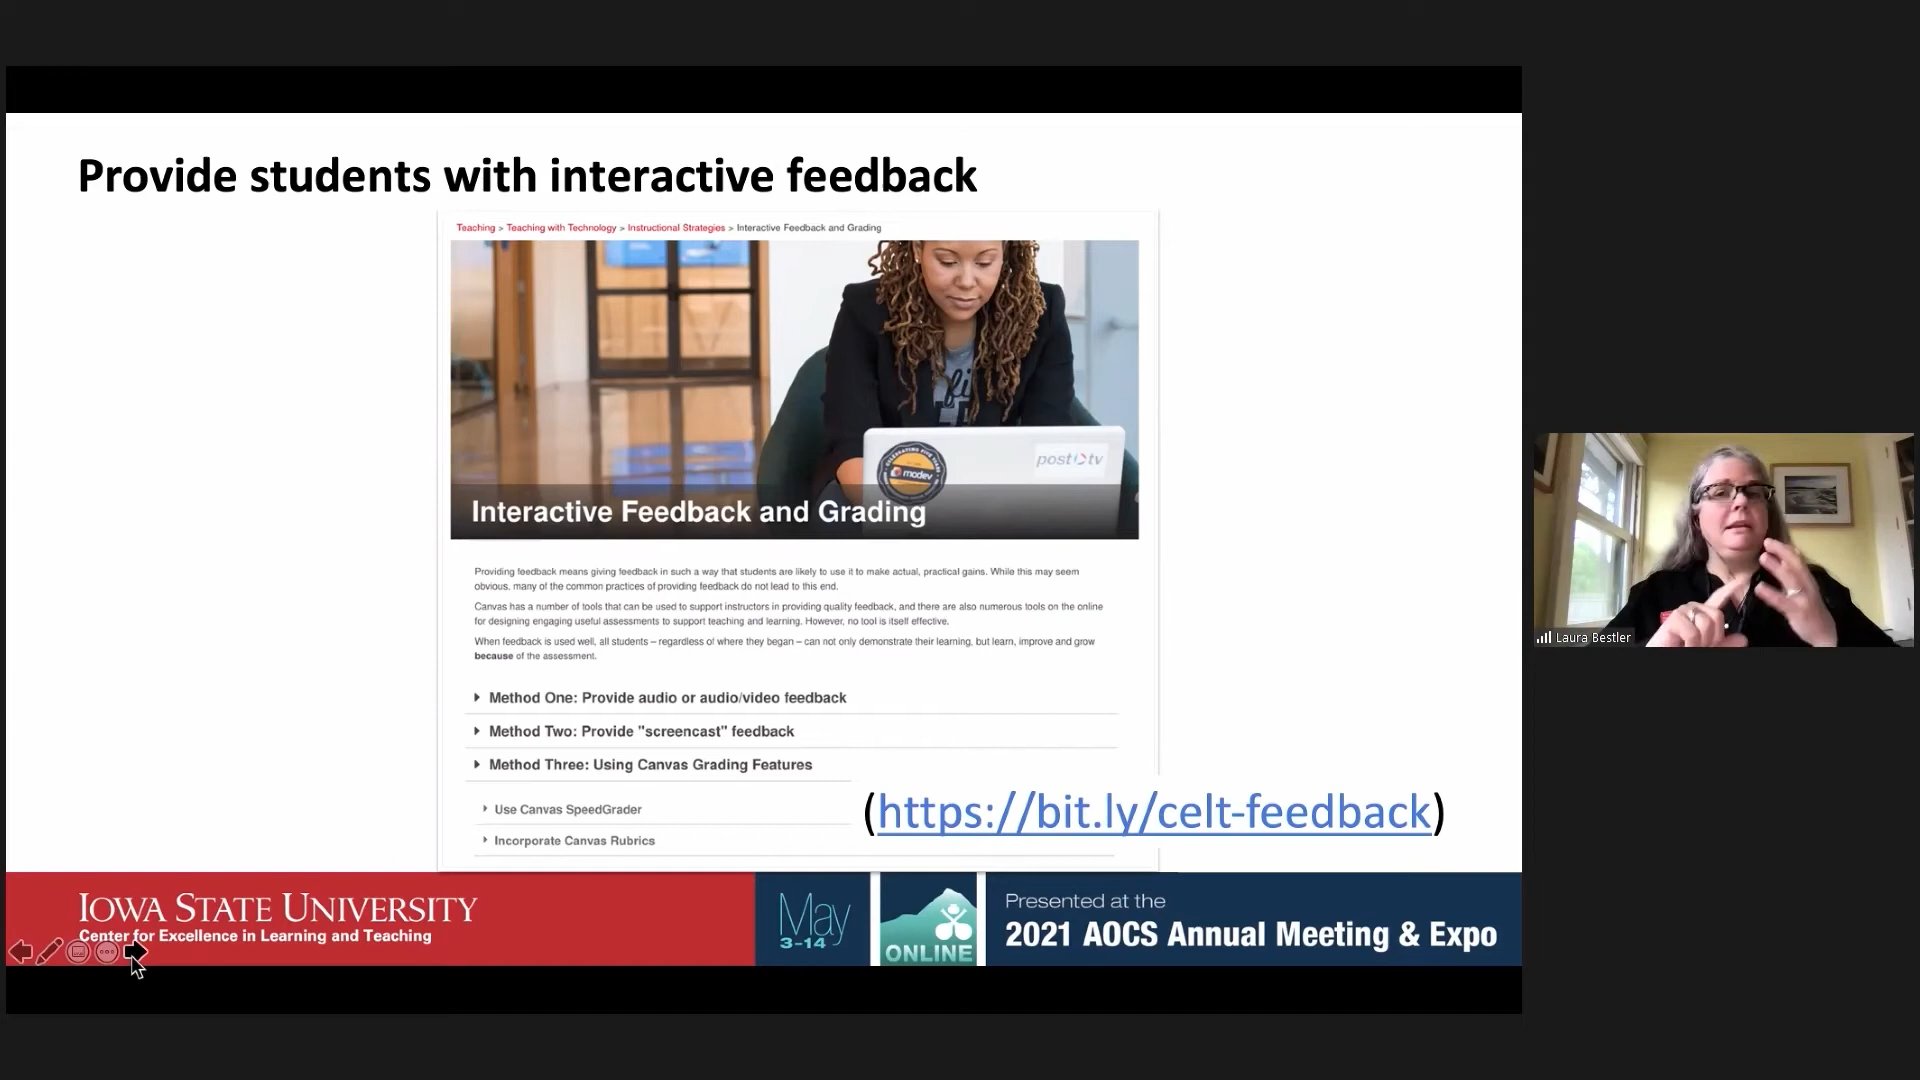 Provide students with interactive feedback
Teaching > Teaching with Technology > Instructional Strategies > Interactive Feedback and Grading
modev
postTV
Interactive Feedback and Grading
Providing feedback means giving feedback in such a way that students are likely to use it to make actual, practical gains. While this may seem
obvious, many of the common practices of providing feedback do not lead to this end.
Canvas has a number of tools that can be used to support instructors in providing quality feedback, and there are also numerous tools on the online
for designing engaging useful assessments to support teaching and learning. However, no tool is itself effective.
When feedback is used well, all students – regardless of where they began – can not only demonstrate their learning, but learn, improve and grow
because of the assessment.
Method One: Provide audio or audio/video feedback
Method Two: Provide "screencast" feedback
Method Three: Using Canvas Grading Features
Use Canvas SpeedGrader
Incorporate Canvas Rubrics
(https://bit.ly/celt-feedback)
IOWA STATE UNIVERSITY
Center for Excellence in Learning and Teaching
May
3-14
ONLINE
Presented at the
2021 AOCS Annual Meeting & Expo
Laura Bestler